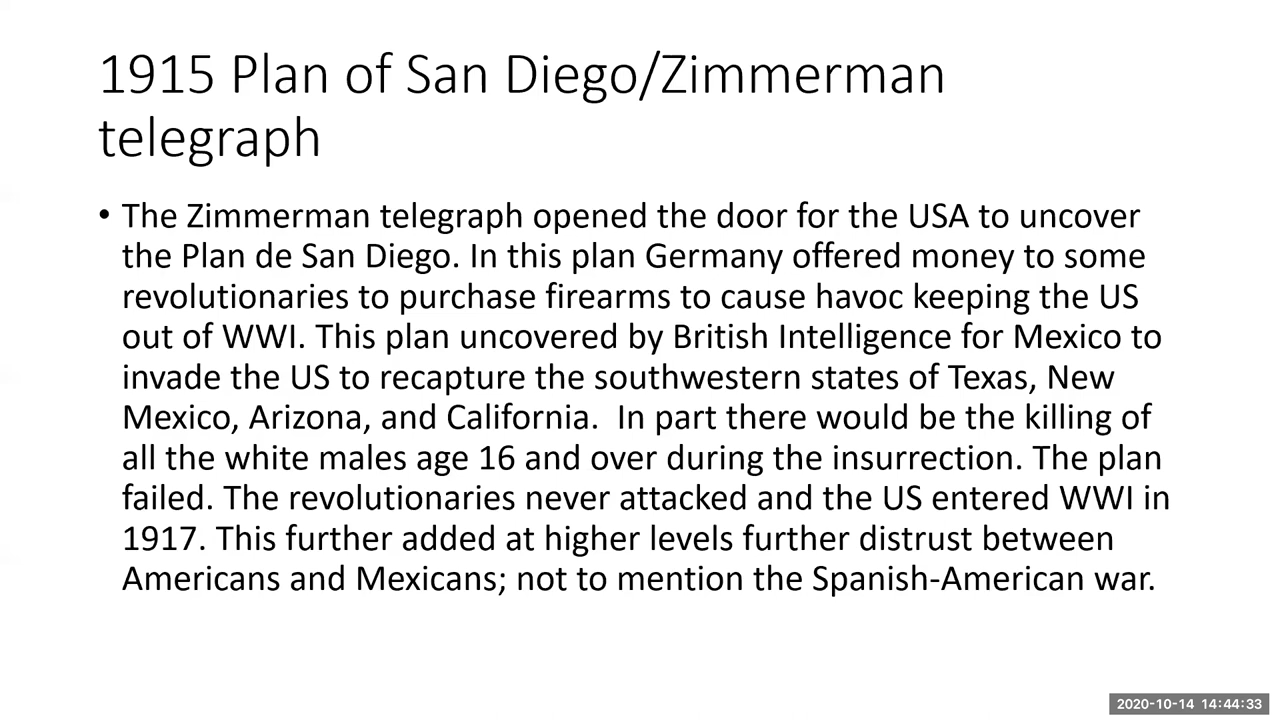 1915 Plan of San Diego/Zimmerman
telegraph
• The Zimmerman telegraph opened the door for the USA to uncover
the Plan de San Diego. In this plan Germany offered money to some
revolutionaries to purchase firearms to cause havoc keeping the US
out of WWI. This plan uncovered by British Intelligence for Mexico to
invade the US to recapture the southwestern states of Texas, New
Mexico, Arizona, and California.  In part there would be the killing of
all the white males age 16 and over during the insurrection. The plan
failed. The revolutionaries never attacked and the US entered WWI in
1917. This further added at higher levels further distrust between
Americans and Mexicans; not to mention the Spanish-American war.
2020-10-14 14:44:33